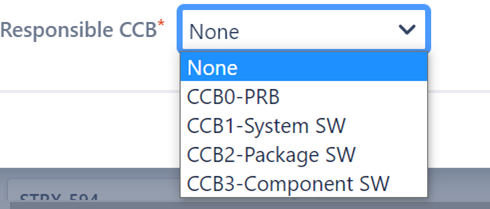 Responsible CCB*
None
None
CCB0-PRB
CCB1-System SW
CCB2-Package SW
CCB3-Component SW